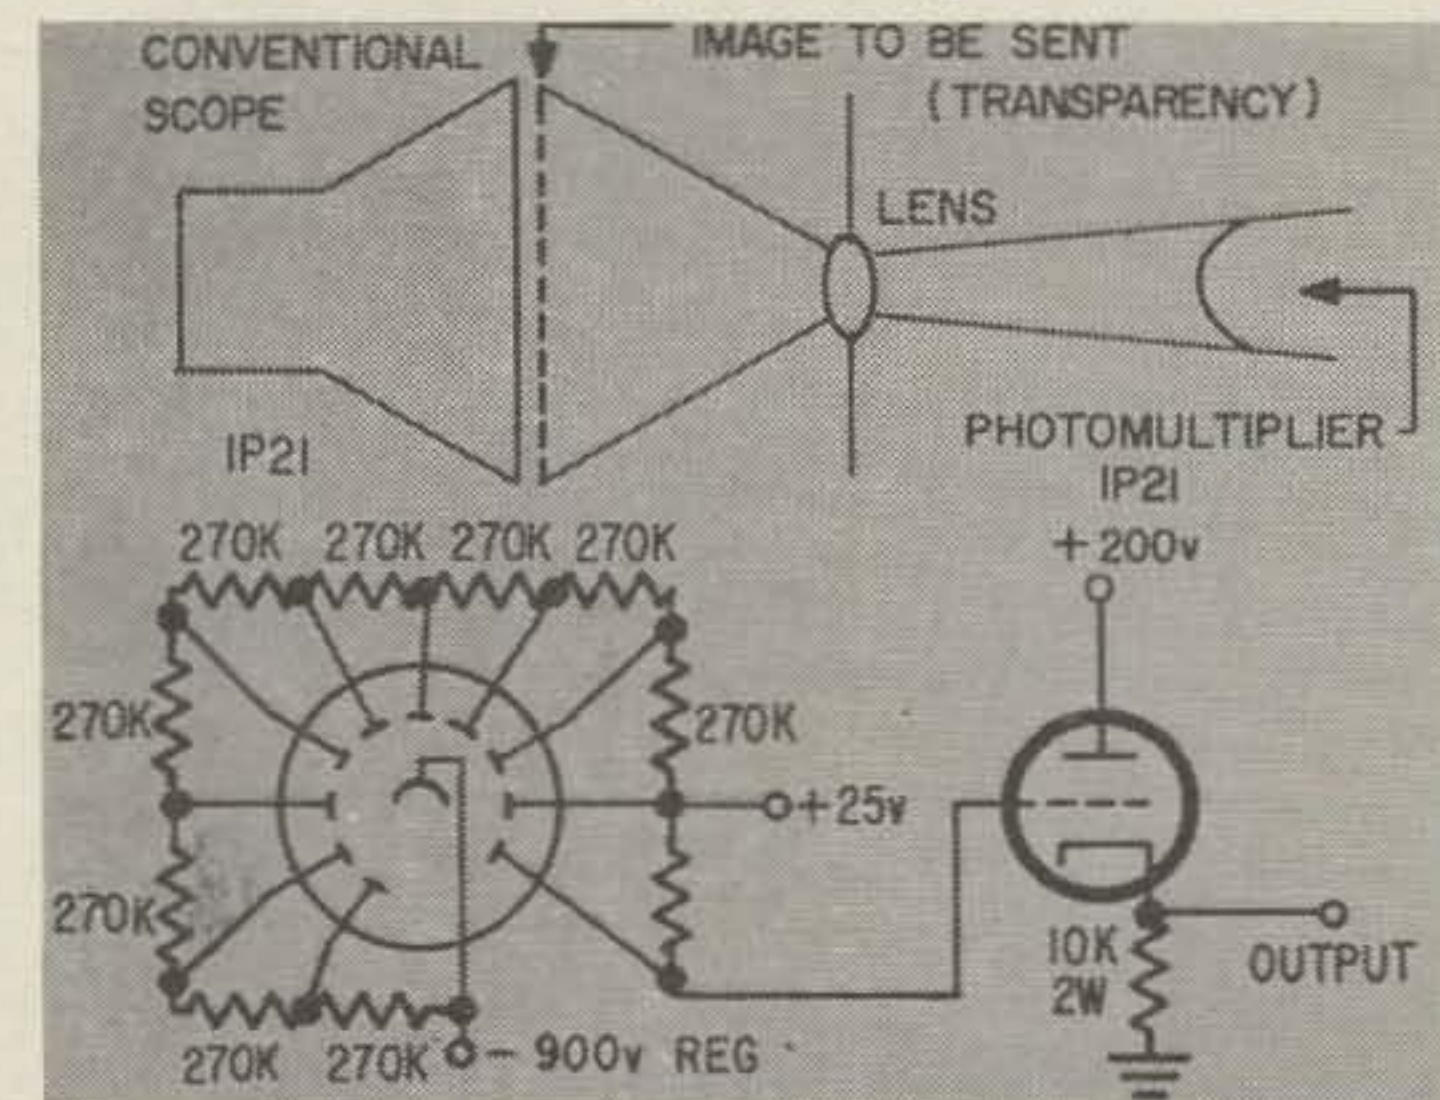 CONVENTIONAL
SCOPE
IMAGE TO BE SENT
(TRANSPARENCY)
LENS
PHOTOMULTIPLIER
IP21
IP21
+200v
270K 270K 270K 270K
270K
270K
+25v
270K
10K
2W
OUTPUT
270K 270K
- 900v REG